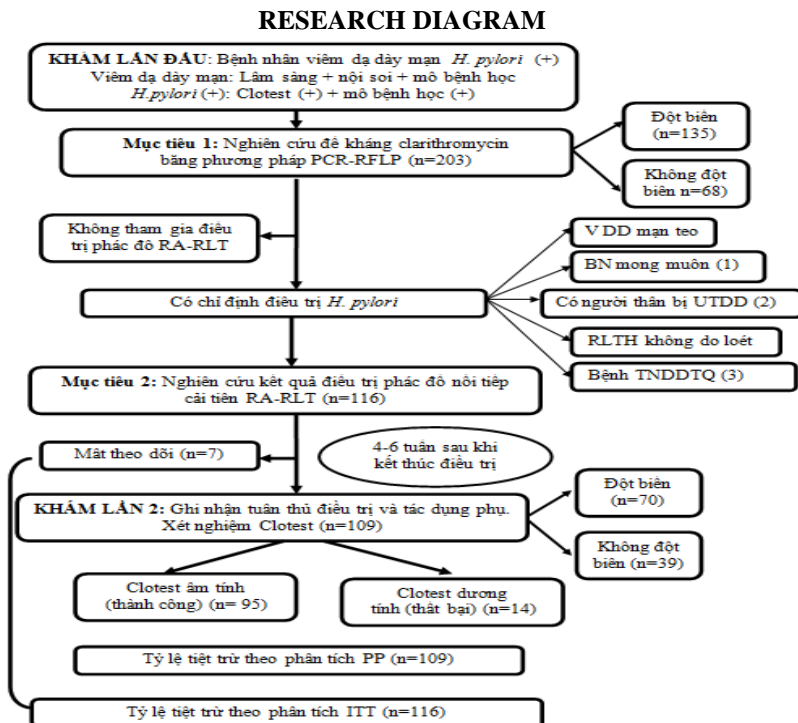 RESEARCH DIAGRAM
KHÁM LẦN ĐẦU: Bệnh nhân viêm dạ dày mạn H. pylori (+)
Viêm dạ dày mạn: Lâm sàng + nội soi + mô bệnh học
H.pylori (+): Clotest (+) + mô bệnh học (+)
Mục tiêu 1: Nghiên cứu đề kháng clarithromycin
bằng phương pháp PCR-RFLP (n=203)
Đột biến
(n=135)
Không đột
biến n=68)
Không tham gia điều
trị phác đồ RA-RLT
Có chỉ định điều trị H. pylori
VDD mạn teo
BN mong muốn (1)
Có người thân bị UTDD (2)
RLTH không do loét
Bệnh TNDDTQ (3)
Mục tiêu 2: Nghiên cứu kết quả điều trị phác đồ nối tiếp
cải tiến RA-RLT (n=116)
Mất theo dõi (n=7)
4-6 tuần sau khi
kết thúc điều trị
KHÁM LẦN 2: Ghi nhận tuân thủ điều trị và tác dụng phụ.
Xét nghiệm Clotest (n=109)
Đột biến
(n=70)
Không đột
biến (n=39)
Clotest âm tính
(thành công) (n= 95)
Clotest dương
tính (thất bại) (n=14)
Tỷ lệ tiệt trừ theo phân tích PP (n=109)
Tỷ lệ tiệt trừ theo phân tích ITT (n=116)